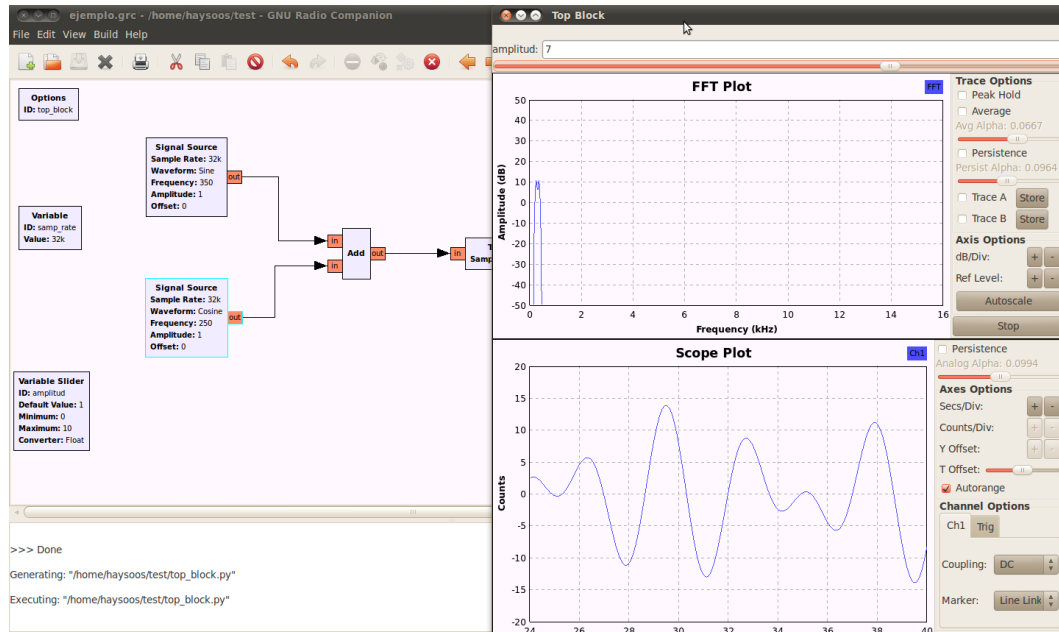 ejemplo.grc - /home/haysoos/test - GNU Radio Companion
File Edit View Build Help
Options
ID: top_block
Signal Source
Sample Rate: 32k
Waveform: Sine
Frequency: 350
Amplitude: 1
Offset: 0
out
Variable
ID: samp_rate
Value: 32k
in
in
Add
out
in
T
Samp
Signal Source
Sample Rate: 32k
Waveform: Cosine
Frequency: 250
Amplitude: 1
Offset: 0
out
Variable Slider
ID: amplitud
Default Value: 1
Minimum: 0
Maximum: 10
Converter: Float
>>> Done
Generating: "/home/haysoos/test/top_block.py"
Executing: "/home/haysoos/test/top_block.py"
Top Block
amplitud: 7
FFT Plot
FFT
Amplitude (dB)
50
40
30
20
10
0
-10
-20
-30
-40
-50
0 2 4 6 8 10 12 14 16
Frequency (kHz)
Trace Options
Peak Hold
Average
Avg Alpha: 0.0667
Persistence
Persist Alpha: 0.0964
Trace A Store
Trace B Store
Axis Options
dB/Div: + -
Ref Level: + -
Autoscale
Stop
Scope Plot
Ch1
Counts
20
15
10
5
0
-5
-10
-15
-20
24 26 28 30 32 34 36 38 40
Persistence
Analog Alpha: 0.0994
Axes Options
Secs/Div: + -
Counts/Div: + -
Y Offset: + -
T Offset:
Autorange
Channel Options
Ch1 Trig
Coupling: DC
Marker: Line Link